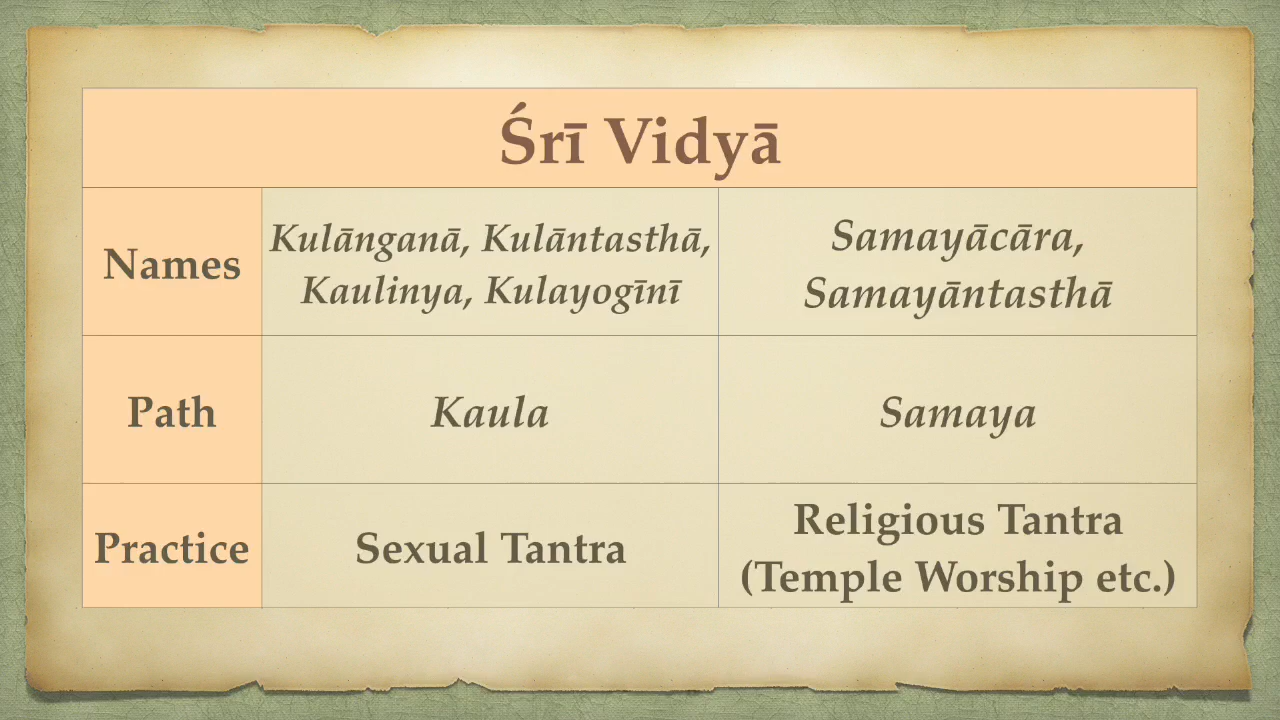 Śrī Vidyā
Names
Kulānganā, Kulāntasthā,
Kaulinya, Kulayogīnī
Samayācāra,
Samayāntasthā
Path
Kaula
Samaya
Practice
Sexual Tantra
Religious Tantra
(Temple Worship etc.)